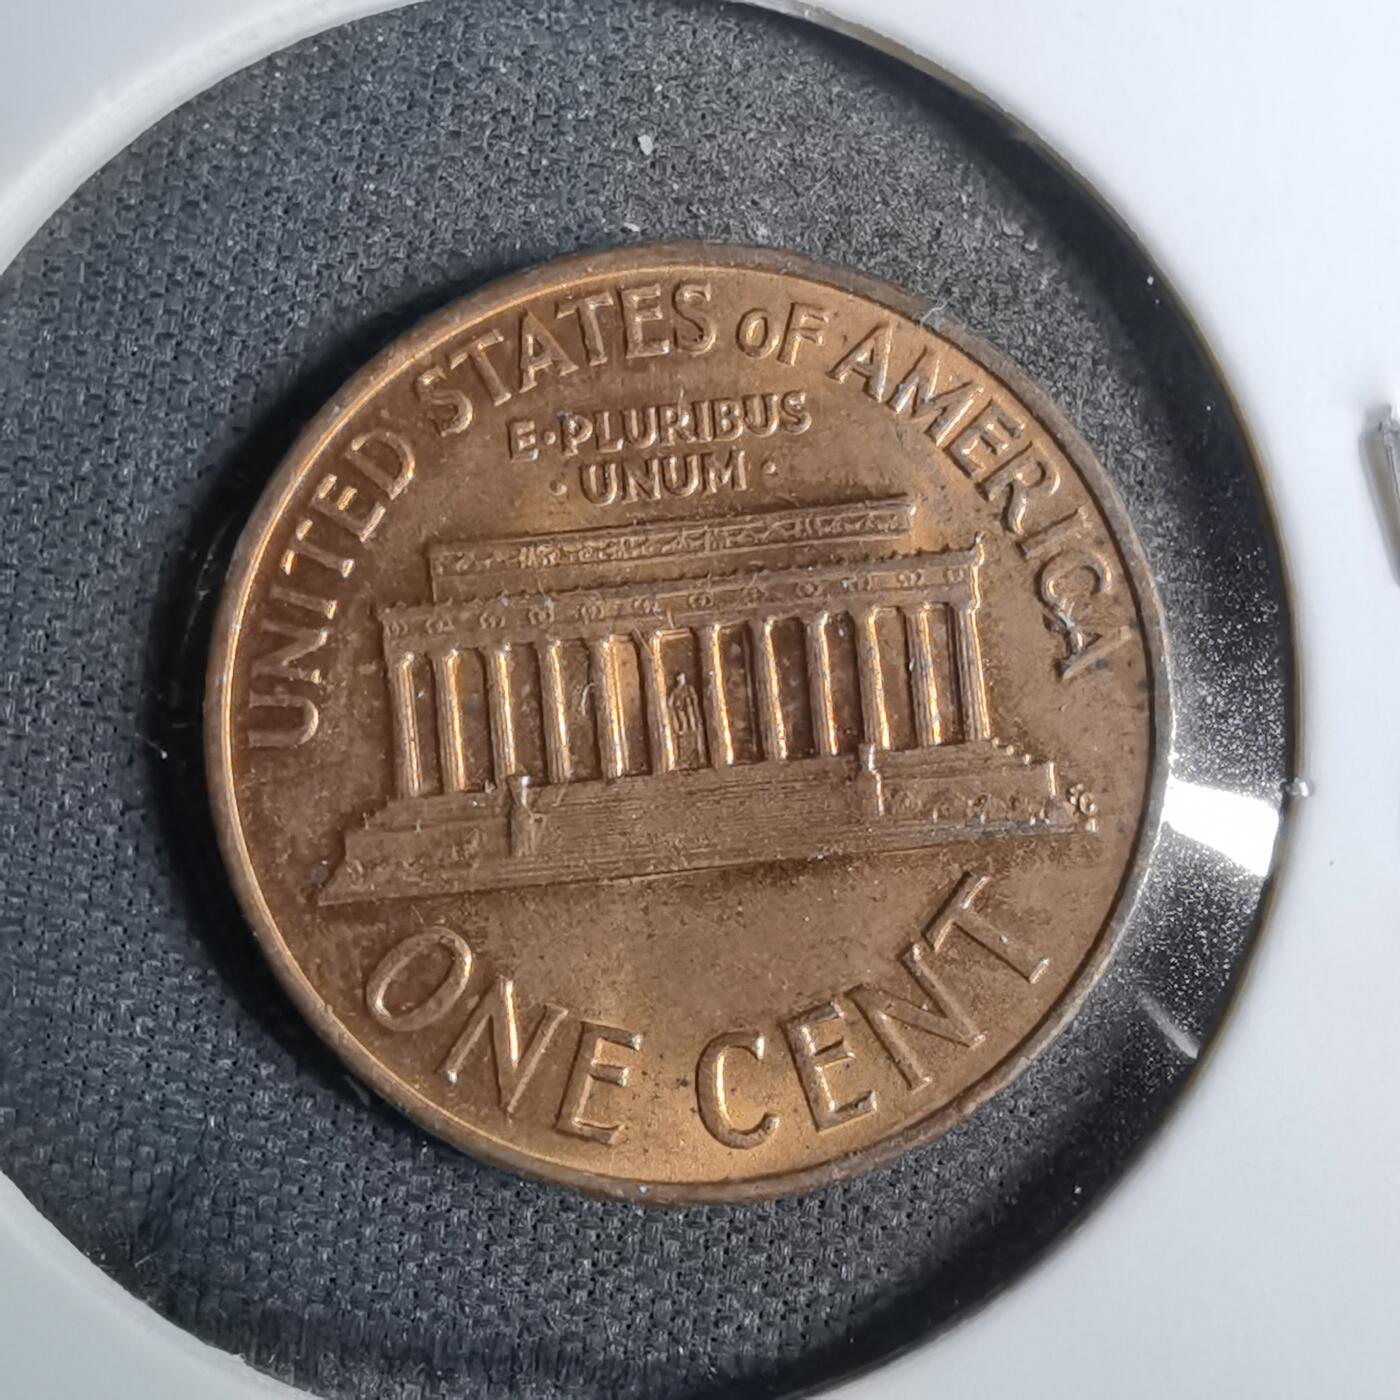 UNITED STATES OF AMERICA
E·PLURIBUS
·UNUM·
ONE CENT